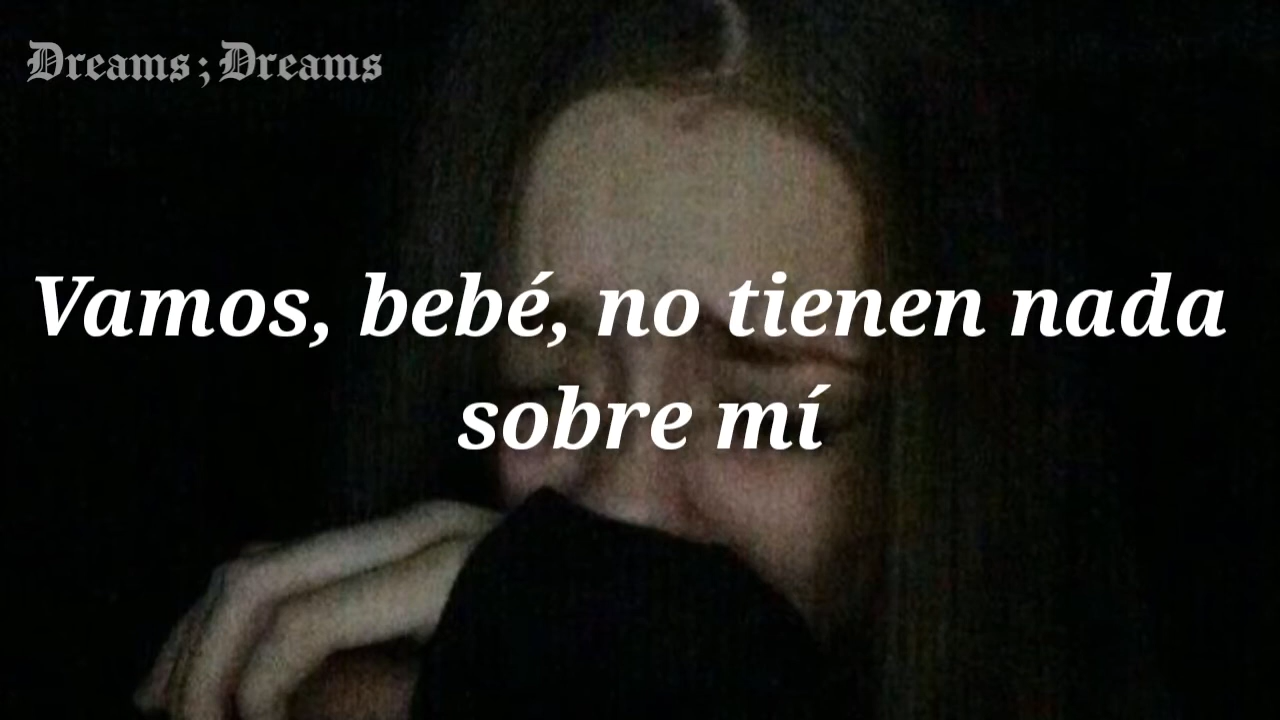 Dreams ; Dreams
Vamos, bebé, no tienen nada
sobre mí